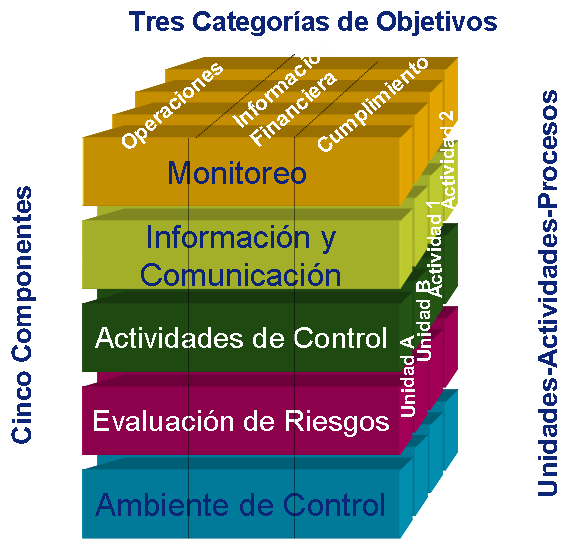 Tres Categorías de Objetivos
Operaciones
Informació
Financiera
Cumplimiento
Monitoreo
Información y
Comunicación
Actividades de Control
Evaluación de Riesgos
Ambiente de Control
Unidad A
Unidad B
Actividad 1
Actividad 2
Cinco Componentes
Unidades-Actividades-Procesos